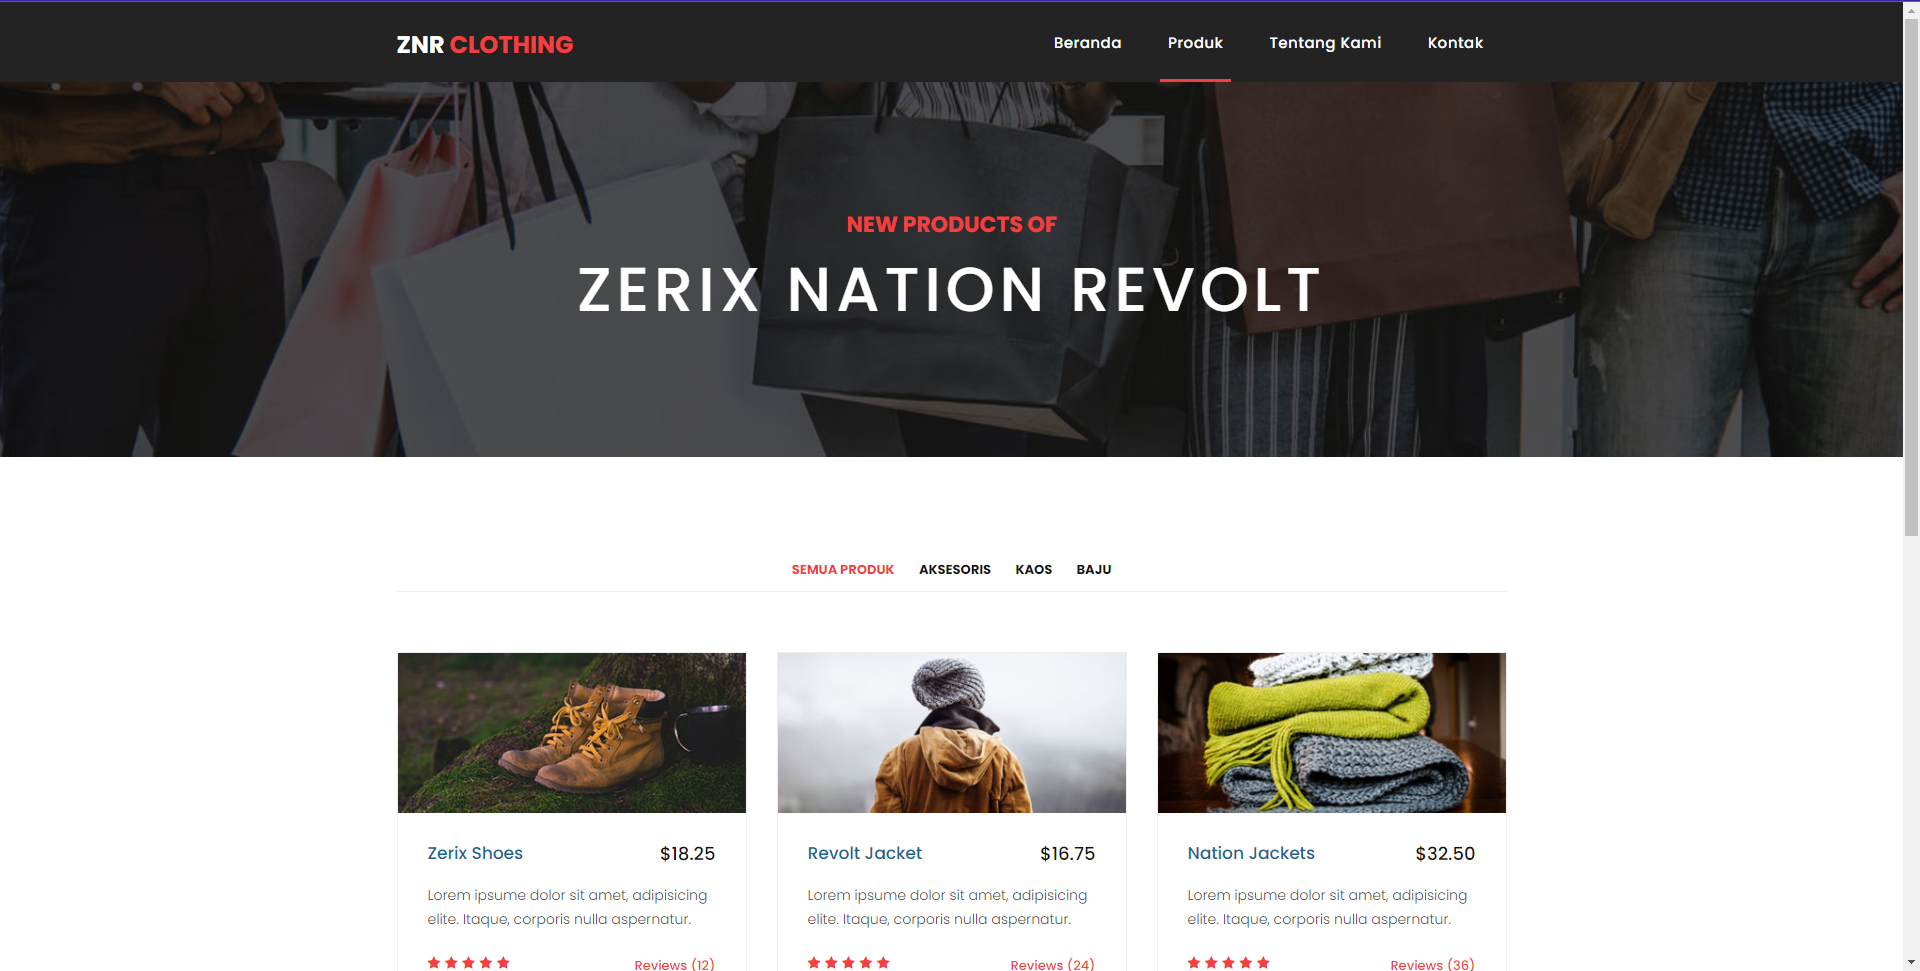 ZNR CLOTHING
Beranda
Produk
Tentang Kami
Kontak
NEW PRODUCTS OF
ZERIX NATION REVOLT
SEMUA PRODUK
AKSESORIS
KAOS
BAJU
Zerix Shoes
$18.25
Lorem ipsume dolor sit amet, adipisicing
elite. Itaque, corporis nulla aspernatur.
Reviews (12)
Revolt Jacket
$16.75
Lorem ipsume dolor sit amet, adipisicing
elite. Itaque, corporis nulla aspernatur.
Reviews (24)
Nation Jackets
$32.50
Lorem ipsume dolor sit amet, adipisicing
elite. Itaque, corporis nulla aspernatur.
Reviews (36)